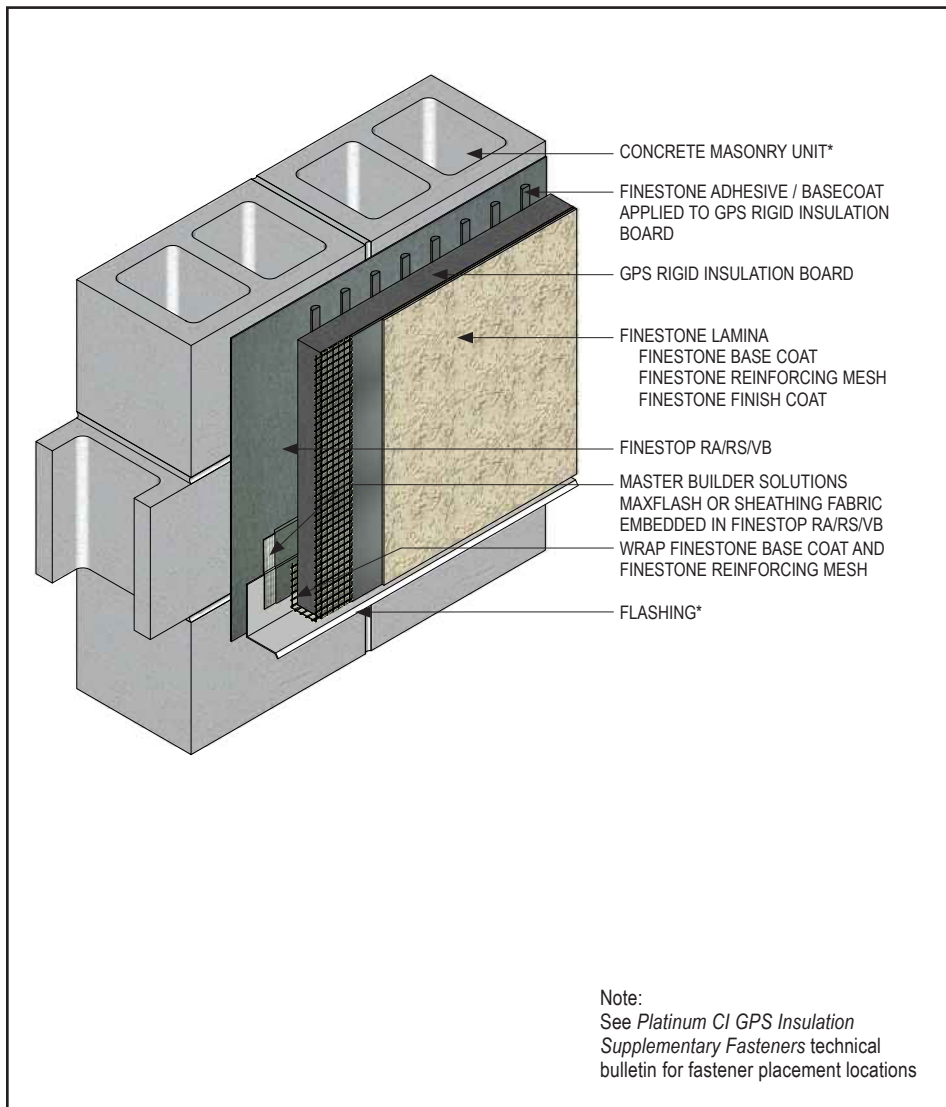 CONCRETE MASONRY UNIT*
FINESTONE ADHESIVE / BASECOAT
APPLIED TO GPS RIGID INSULATION
BOARD
GPS RIGID INSULATION BOARD
FINESTONE LAMINA
FINESTONE BASE COAT
FINESTONE REINFORCING MESH
FINESTONE FINISH COAT
FINESTOP RA/RS/VB
MASTER BUILDER SOLUTIONS
MAXFLASH OR SHEATHING FABRIC
EMBEDDED IN FINESTOP RA/RS/VB
WRAP FINESTONE BASE COAT AND
FINESTONE REINFORCING MESH
FLASHING*
Note:
See Platinum CI GPS Insulation
Supplementary Fasteners technical
bulletin for fastener placement locations